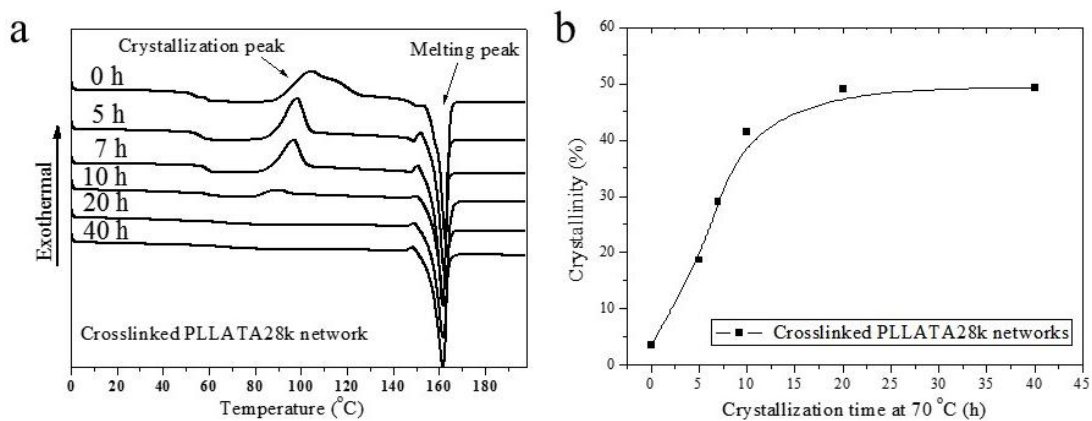 a
Crystallization peak
Melting peak
0 h
5 h
7 h
10 h
20 h
40 h
Exothermal
Crosslinked PLLATA28k network
0 20 40 60 80 100 120 140 160 180
Temperature (°C)
b
60
50
40
30
20
10
0
Crystallinity (%)
Crosslinked PLLATA28k networks
0 5 10 15 20 25 30 35 40 45
Crystallization time at 70 °C (h)